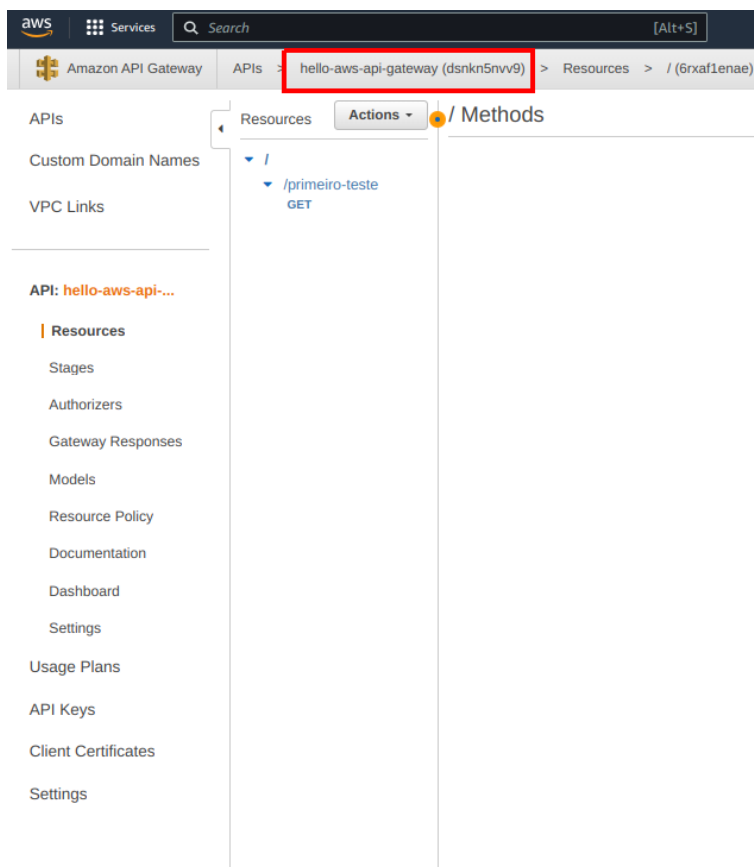 aws Services Search [Alt+S]
Amazon API Gateway APIs > hello-aws-api-gateway (dsnkn5nvv9) > Resources > / (6rxaf1enae)
APIs
Custom Domain Names
VPC Links
API: hello-aws-api-...
Resources
Stages
Authorizers
Gateway Responses
Models
Resource Policy
Documentation
Dashboard
Settings
Usage Plans
API Keys
Client Certificates
Settings
Resources Actions
/
/primeiro-teste
GET
/ Methods